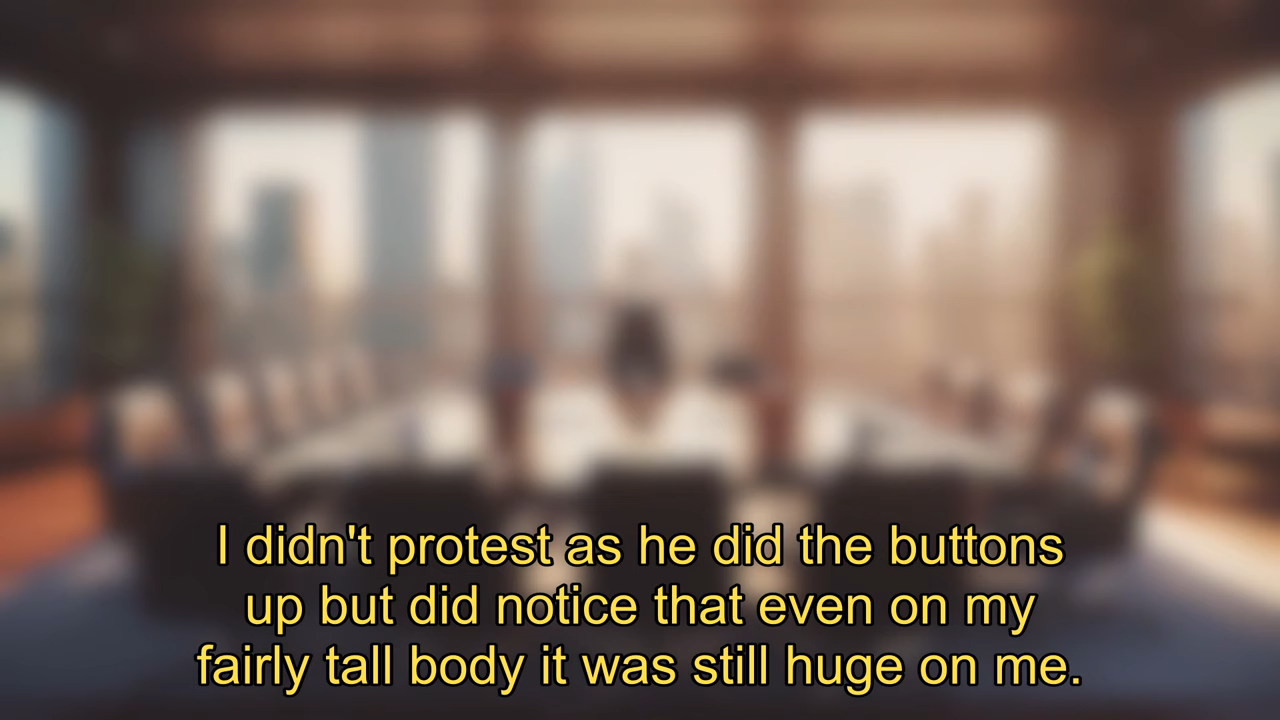 I didn't protest as he did the buttons
up but did notice that even on my
fairly tall body it was still huge on me.